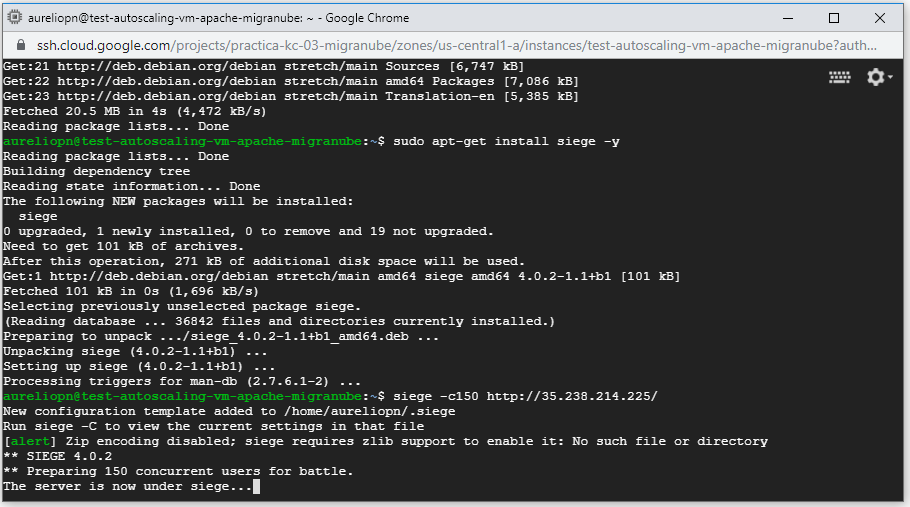 aureliopn@test-autoscaling-vm-apache-migranube: ~ - Google Chrome
ssh.cloud.google.com/projects/practica-kc-03-migranube/zones/us-central1-a/instances/test-autoscaling-vm-apache-migranube?auth...
Get:21 http://deb.debian.org/debian stretch/main Sources [6,747 kB]
Get:22 http://deb.debian.org/debian stretch/main amd64 Packages [7,086 kB]
Get:23 http://deb.debian.org/debian stretch/main Translation-en [5,385 kB]
Fetched 20.5 MB in 4s (4,472 kB/s)
Reading package lists... Done
aureliopn@test-autoscaling-vm-apache-migranube:~$ sudo apt-get install siege -y
Reading package lists... Done
Building dependency tree
Reading state information... Done
The following NEW packages will be installed:
  siege
0 upgraded, 1 newly installed, 0 to remove and 19 not upgraded.
Need to get 101 kB of archives.
After this operation, 271 kB of additional disk space will be used.
Get:1 http://deb.debian.org/debian stretch/main amd64 siege amd64 4.0.2-1.1+b1 [101 kB]
Fetched 101 kB in 0s (1,696 kB/s)
Selecting previously unselected package siege.
(Reading database ... 36842 files and directories currently installed.)
Preparing to unpack .../siege_4.0.2-1.1+b1_amd64.deb ...
Unpacking siege (4.0.2-1.1+b1) ...
Setting up siege (4.0.2-1.1+b1) ...
Processing triggers for man-db (2.7.6.1-2) ...
aureliopn@test-autoscaling-vm-apache-migranube:~$ siege -c150 http://35.238.214.225/
New configuration template added to /home/aureliopn/.siege
Run siege -C to view the current settings in that file
[alert] Zip encoding disabled; siege requires zlib support to enable it: No such file or directory
** SIEGE 4.0.2
** Preparing 150 concurrent users for battle.
The server is now under siege...